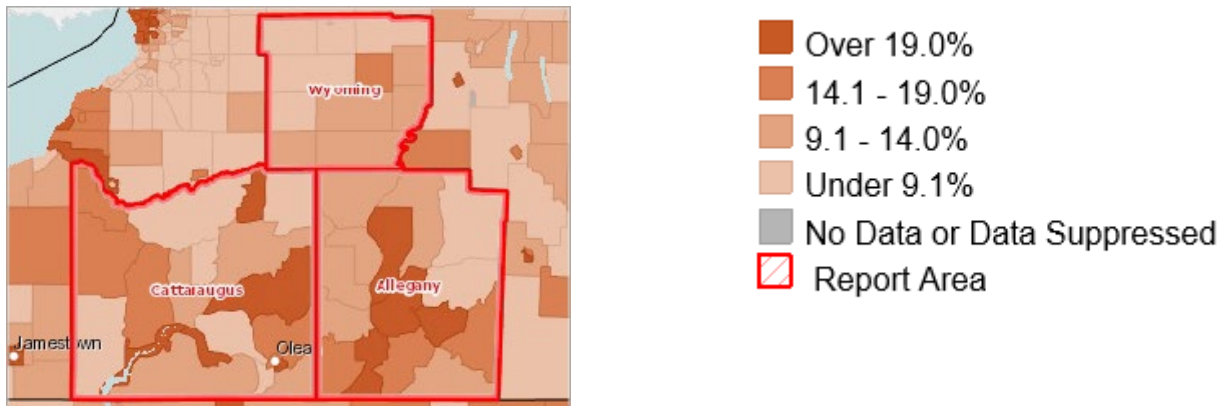 Wyoming
Cattaraugus
Allegany
Jamestown
Olea
Over 19.0%
14.1 - 19.0%
9.1 - 14.0%
Under 9.1%
No Data or Data Suppressed
Report Area